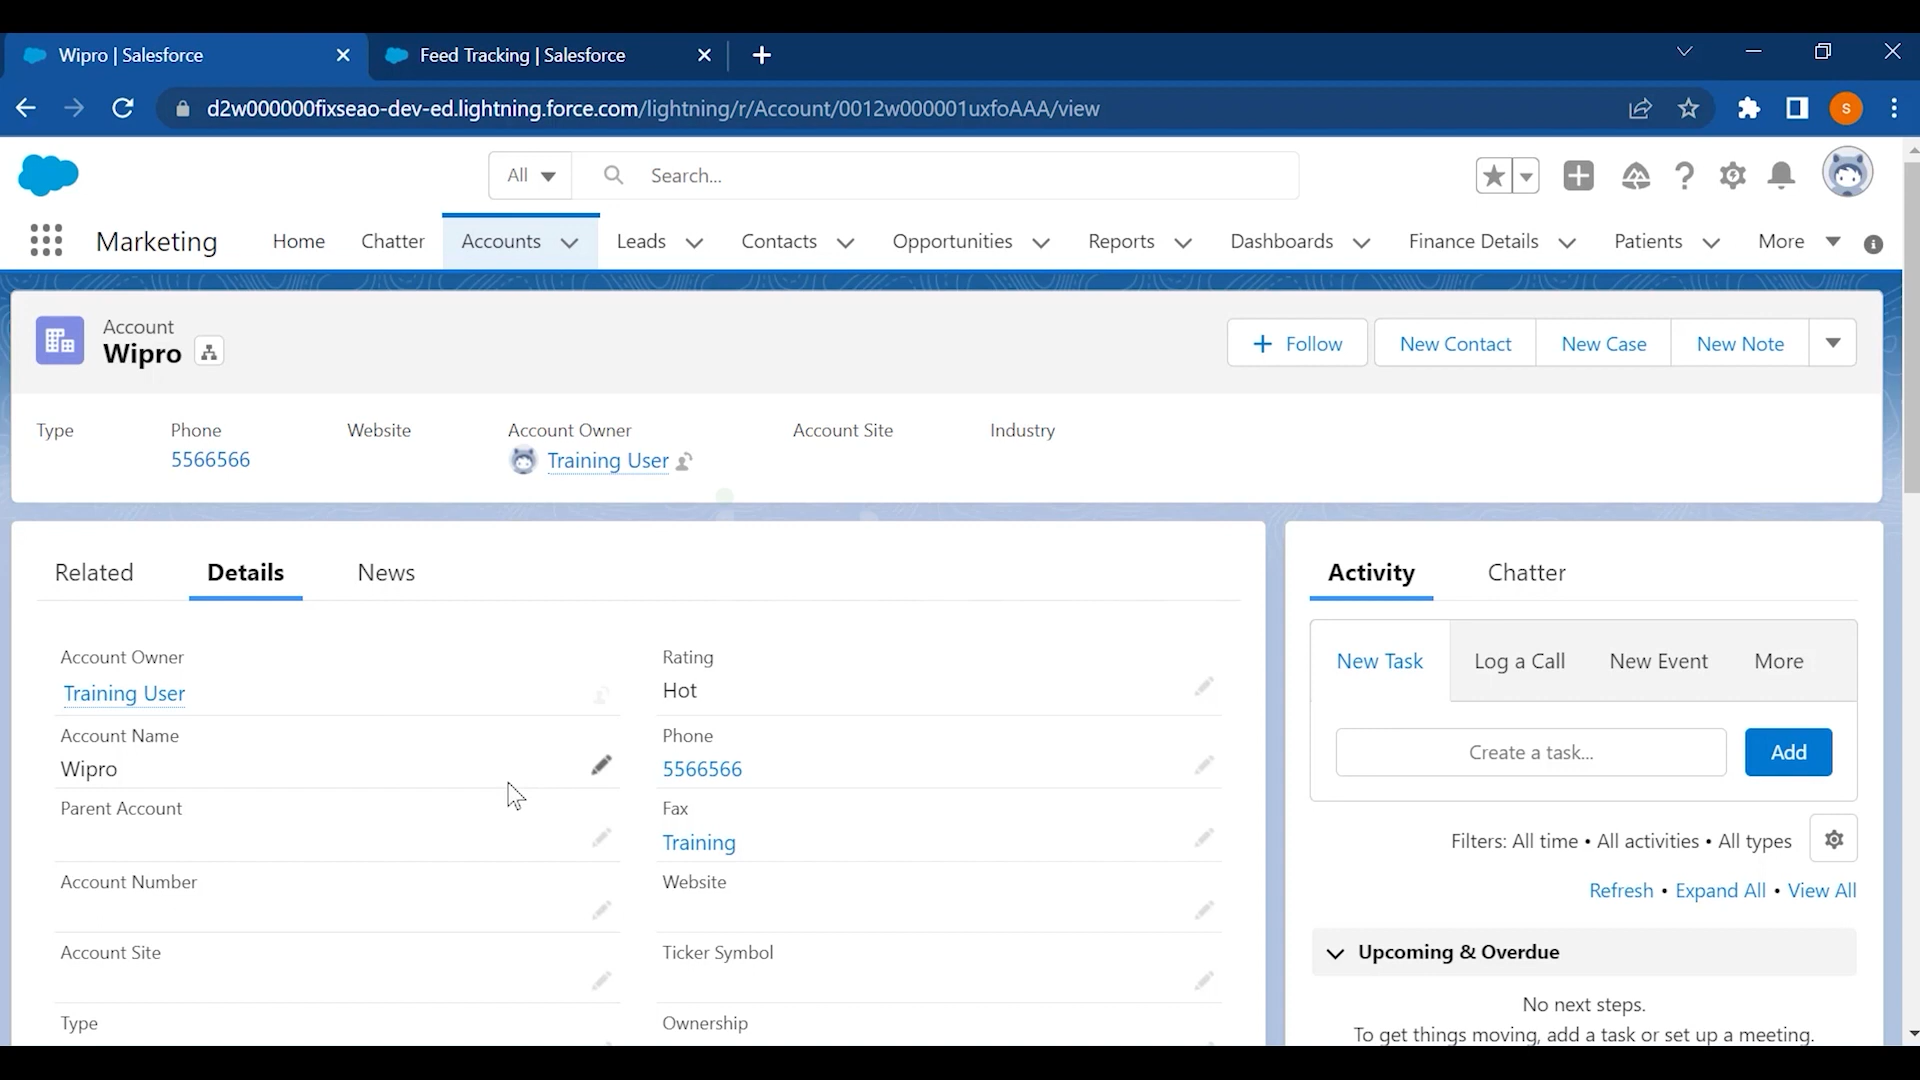 Wipro | Salesforce
Feed Tracking | Salesforce
d2w000000fixseao-dev-ed.lightning.force.com/lightning/r/Account/0012w000001uxfoAAA/view
S
All
Search...
Marketing
Home
Chatter
Accounts
Leads
Contacts
Opportunities
Reports
Dashboards
Finance Details
Patients
More
Account
Wipro
Follow
New Contact
New Case
New Note
Type
Phone
Website
Account Owner
Account Site
Industry
5566566
Training User
Related
Details
News
Account Owner
Training User
Rating
Hot
Account Name
Wipro
Phone
5566566
Parent Account
Fax
Training
Account Number
Website
Account Site
Ticker Symbol
Type
Ownership
Activity
Chatter
New Task
Log a Call
New Event
More
Create a task...
Add
Filters: All time • All activities • All types
Refresh • Expand All • View All
Upcoming & Overdue
No next steps.
To get things moving, add a task or set up a meeting.